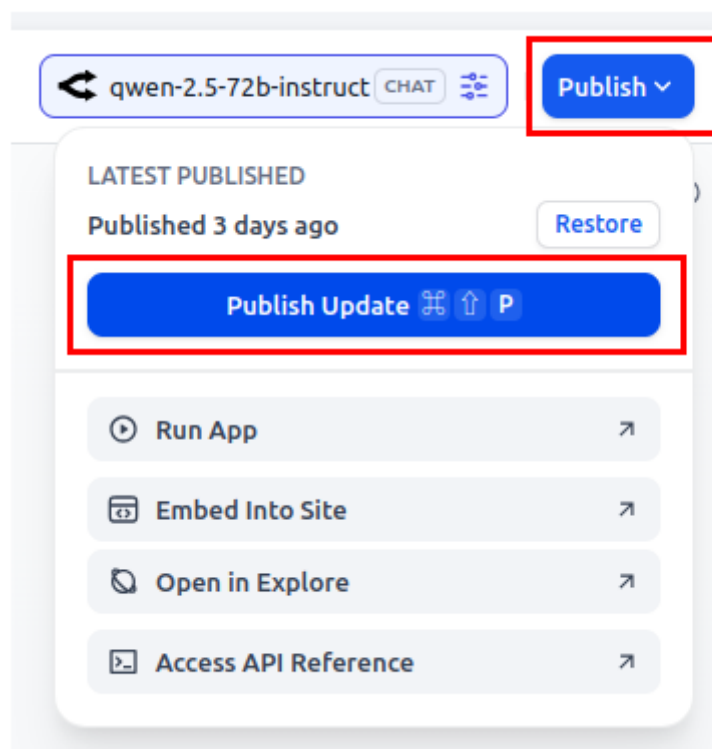 qwen-2.5-72b-instruct CHAT
Publish
LATEST PUBLISHED
Published 3 days ago
Restore
Publish Update ⌘ ⇧ P
Run App
Embed Into Site
Open in Explore
Access API Reference